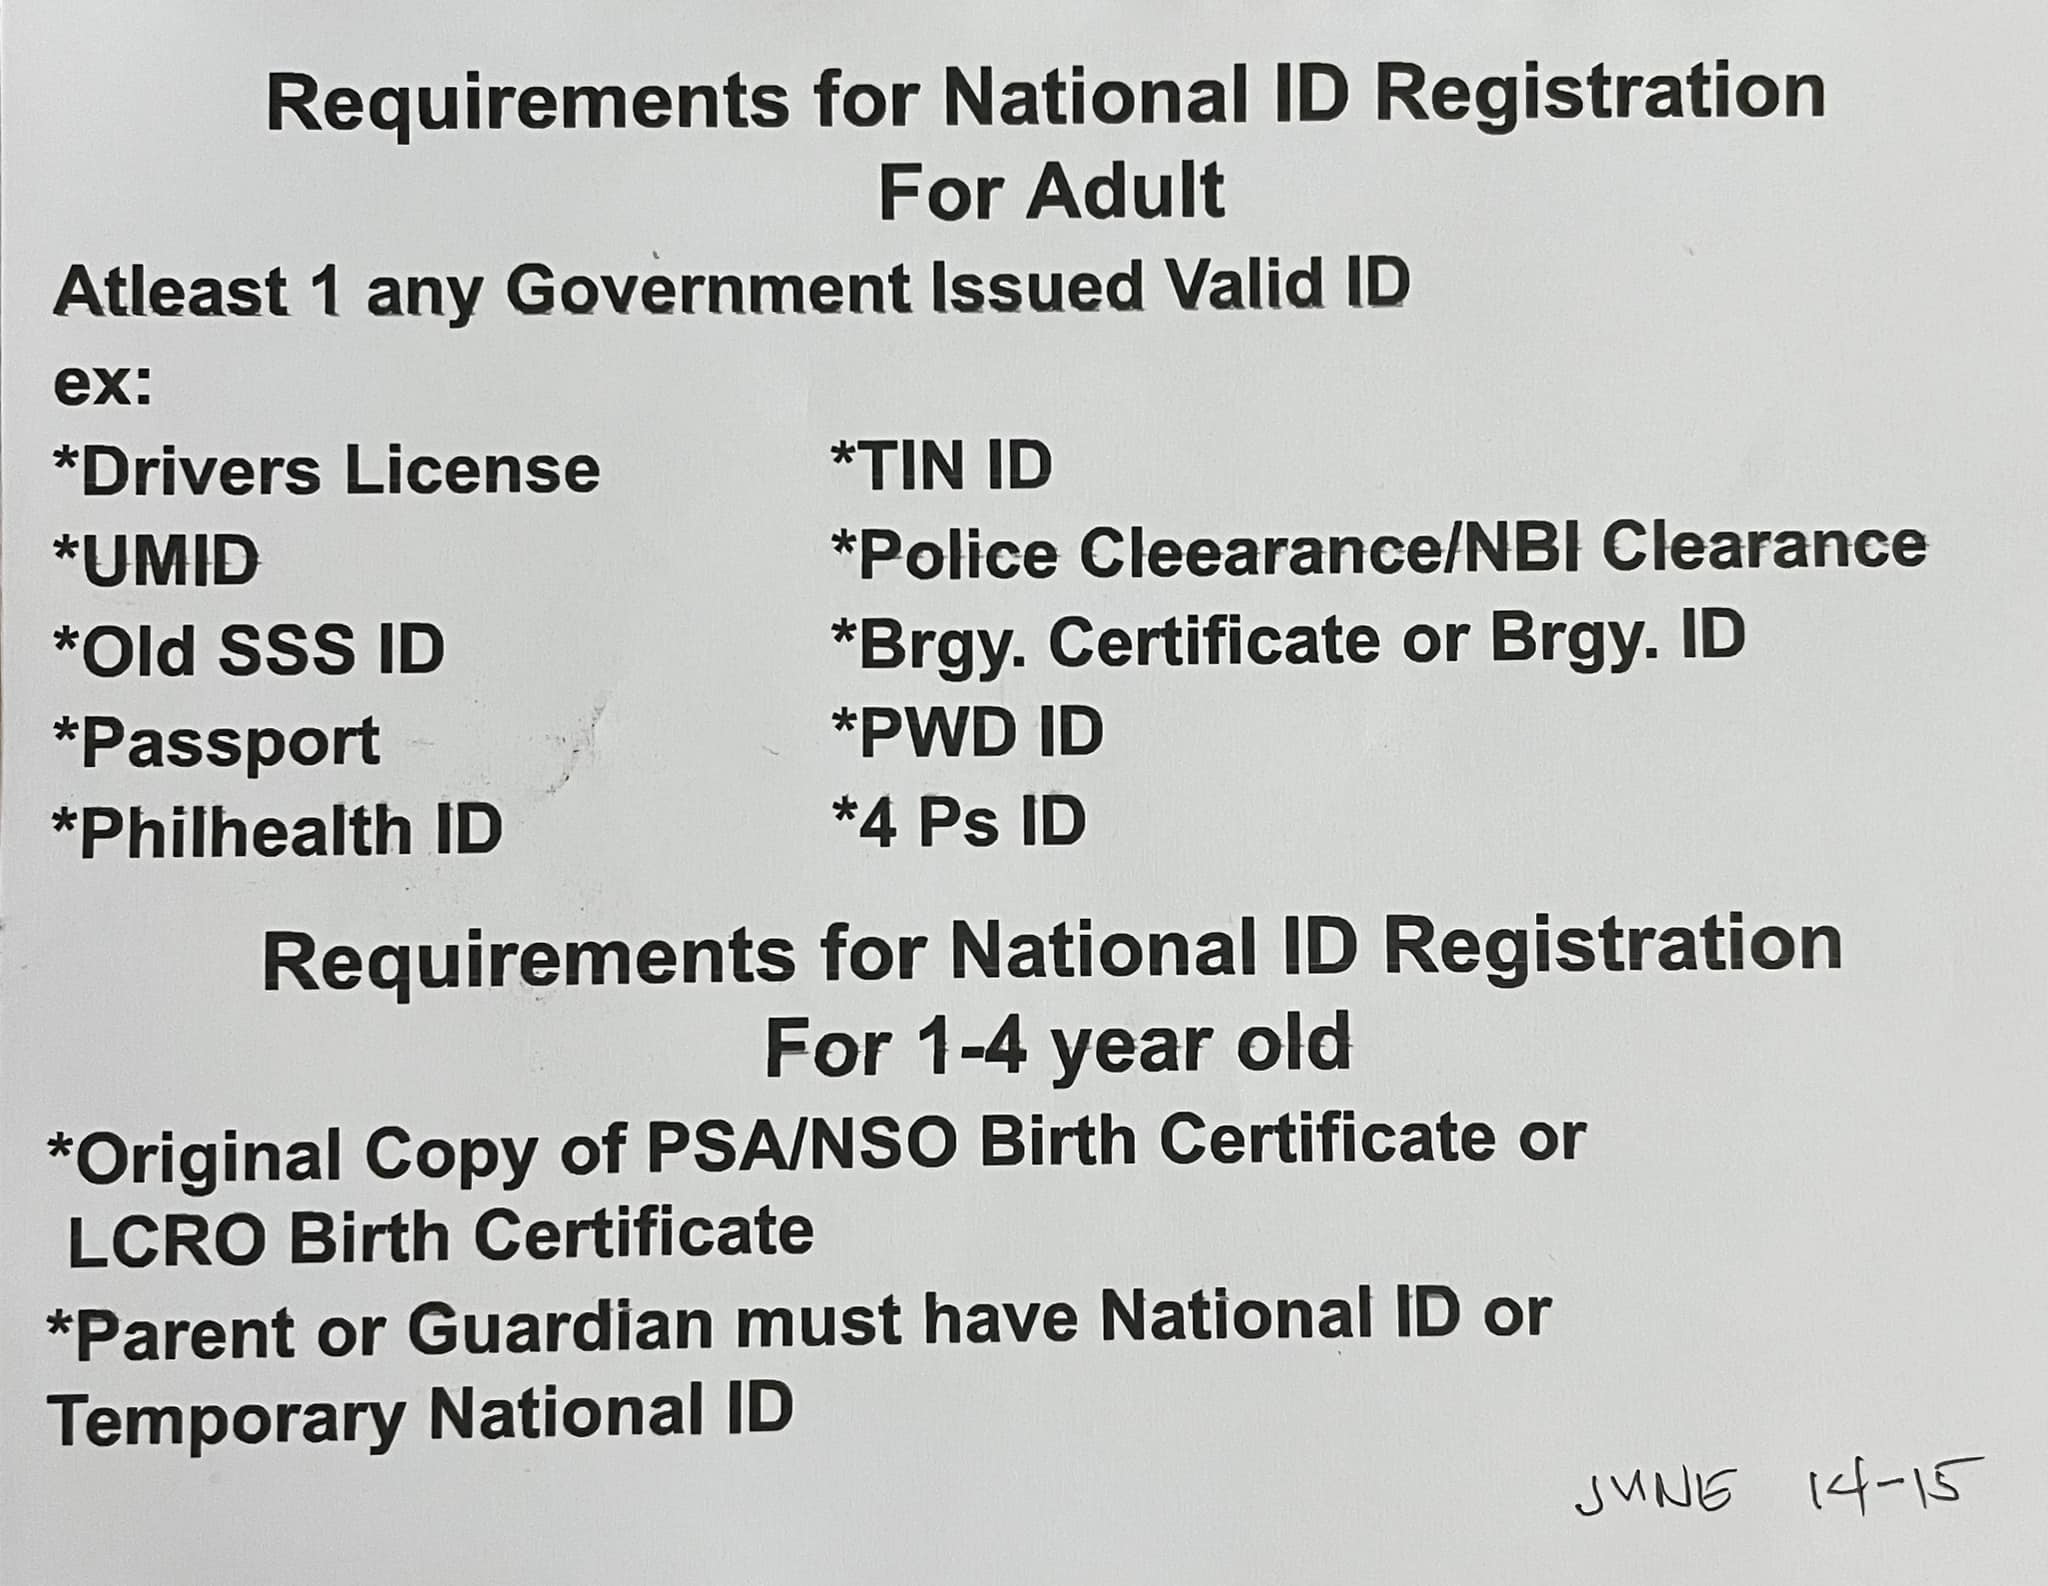 Requirements for National ID Registration
For Adult
Atleast 1 any Government Issued Valid ID
ex:
*Drivers License
*UMID
*Old SSS ID
*Passport
*Philhealth ID
*TIN ID
*Police Cleearance/NBI Clearance
*Brgy. Certificate or Brgy. ID
*PWD ID
*4 Ps ID
Requirements for National ID Registration
For 1-4 year old
*Original Copy of PSA/NSO Birth Certificate or
LCRO Birth Certificate
*Parent or Guardian must have National ID or
Temporary National ID
JUNE 14-15